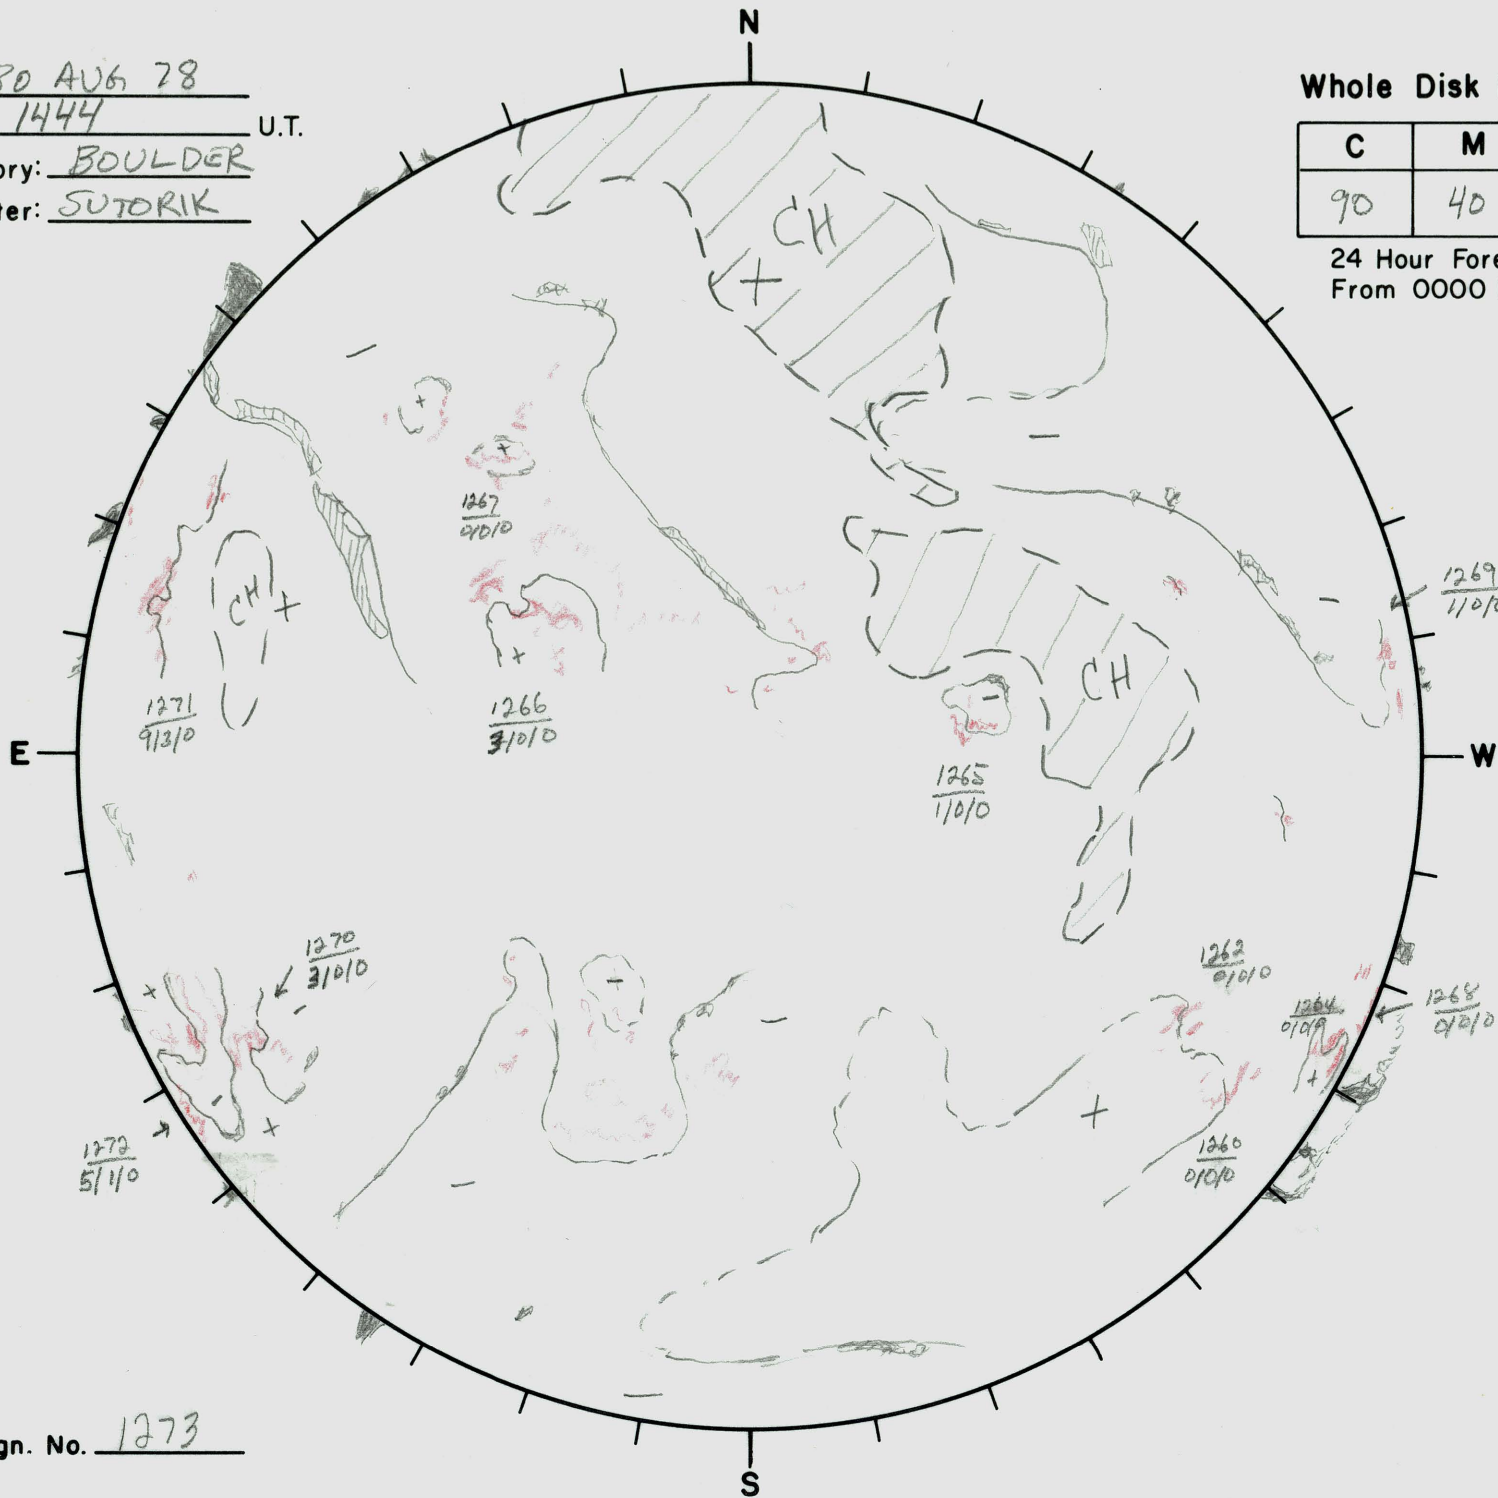 N
80 AUG 28
1444 U.T.
ory: BOULDER
ter: SUTORIK
Whole Disk
C M
90 40
24 Hour Fore
From 0000
CH
+
-
+
+
1267
0/0/0
CH +
+
1271
9/3/0
1266
3/0/0
-
CH
-
1265
1/0/0
-
1269
1/0/0
E
W
1270
3/0/0
+
-
-
+
1272
5/1/0
+
-
-
1262
0/0/0
1264
0/0/0
1268
0/0/0
+
+
1260
0/0/0
-
-
gn. No. 1273
S